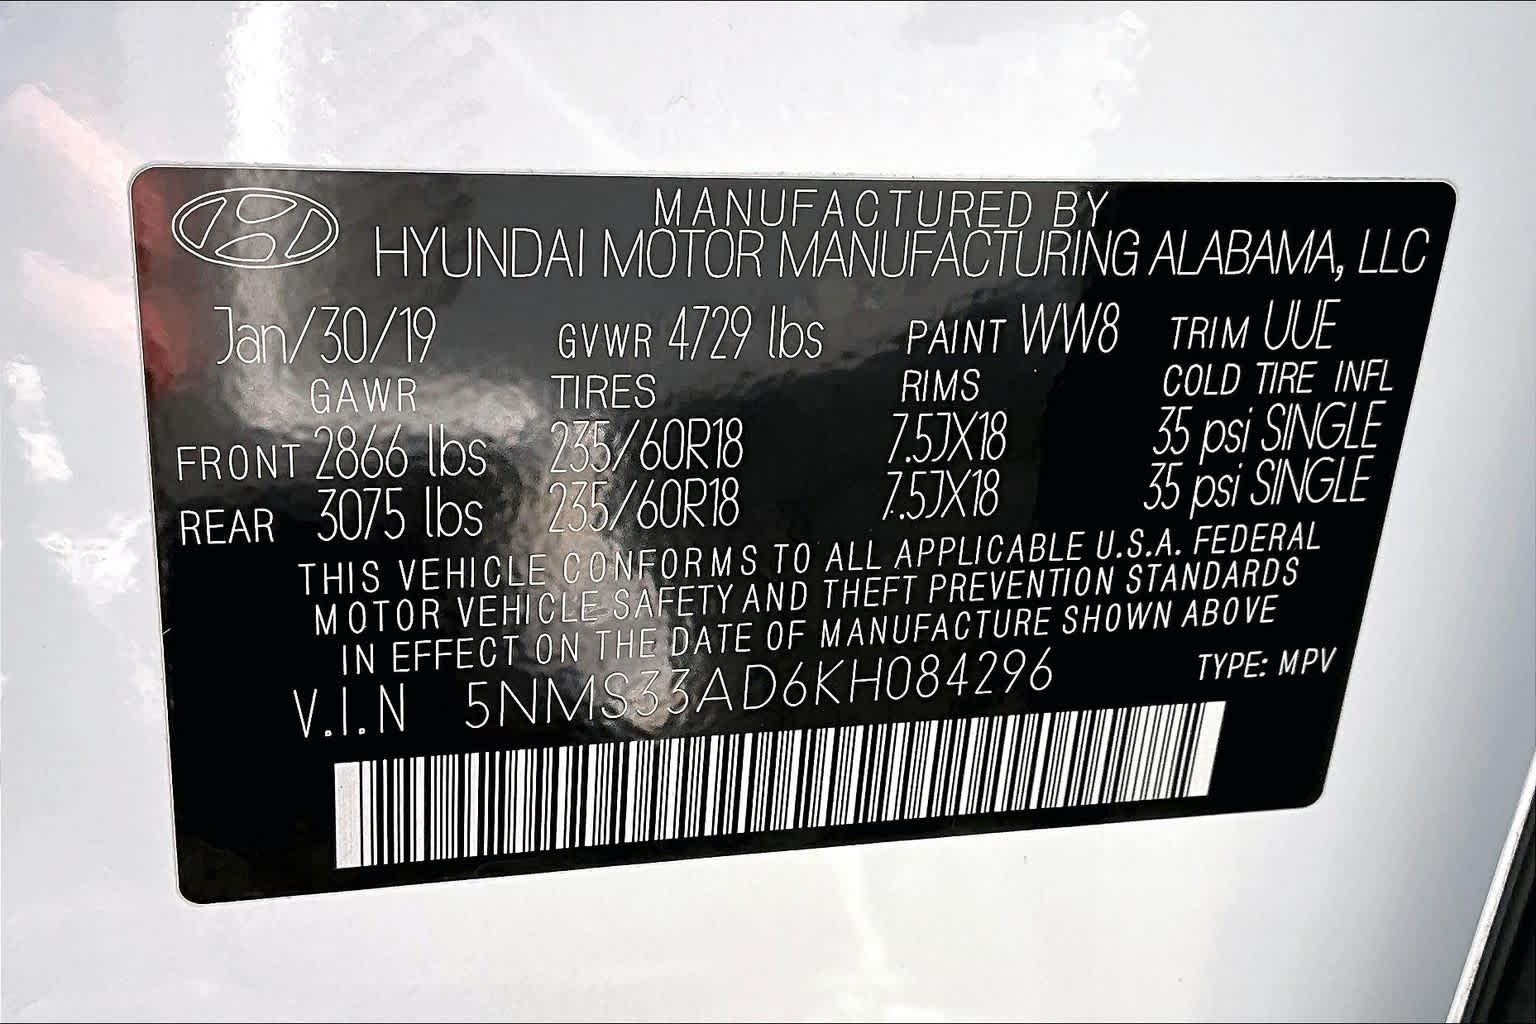 MANUFACTURED BY
HYUNDAI MOTOR MANUFACTURING ALABAMA, LLC
Jan/30/19 GVWR 4729 lbs PAINT WW8 TRIM UUE
GAWR TIRES RIMS COLD TIRE INFL
FRONT 2866 lbs 235/60R18 7.5JX18 35 psi SINGLE
REAR 3075 lbs 235/60R18 7.5JX18 35 psi SINGLE
THIS VEHICLE CONFORMS TO ALL APPLICABLE U.S.A. FEDERAL
MOTOR VEHICLE SAFETY AND THEFT PREVENTION STANDARDS
IN EFFECT ON THE DATE OF MANUFACTURE SHOWN ABOVE
V.I.N 5NMS33AD6KH084296 TYPE: MPV